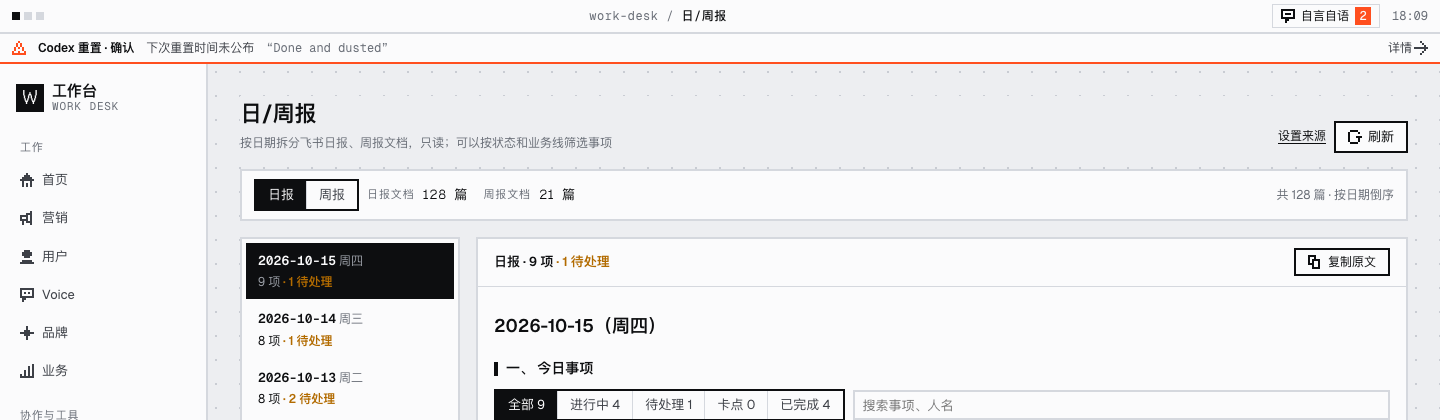 work-desk / 日/周报
自言自语 2
18:09
Codex 重置·确认 下次重置时间未公布 “Done and dusted”
详情
W 工作台
WORK DESK
工作
首页
营销
用户
Voice
品牌
业务
协作与工具
日/周报
按日期拆分飞书日报、周报文档，只读；可以按状态和业务线筛选事项
设置来源
刷新
日报 周报 日报文档 128 篇 周报文档 21 篇
共 128 篇·按日期倒序
2026-10-15 周四
9 项·1 待处理
2026-10-14 周三
8 项·1 待处理
2026-10-13 周二
8 项·2 待处理
日报·9 项·1 待处理
复制原文
2026-10-15（周四）
一、 今日事项
全部 9 进行中 4 待处理 1 卡点 0 已完成 4
搜索事项、人名